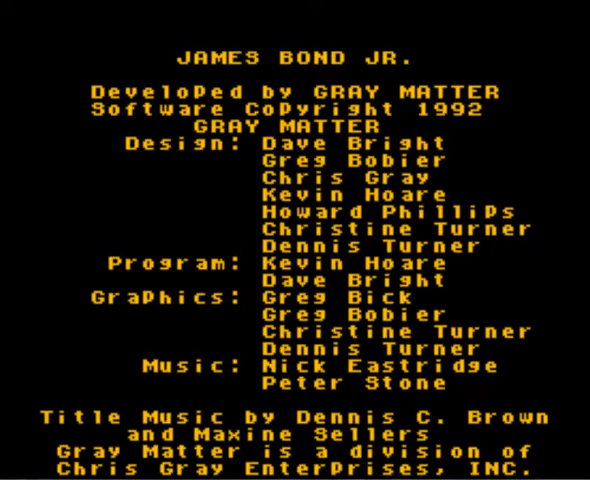 JAMES BOND JR.
Developed by GRAY MATTER
Software Copyright 1992
GRAY MATTER
Design: Dave Bright
Greg Bobier
Chris Gray
Kevin Hoare
Howard Phillips
Christine Turner
Dennis Turner
Program: Kevin Hoare
Dave Bright
Graphics: Greg Bick
Greg Bobier
Christine Turner
Dennis Turner
Music: Nick Eastridge
Peter Stone
Title Music by Dennis C. Brown
and Maxine Sellers
Gray Matter is a division of
Chris Gray Enterprises, INC.